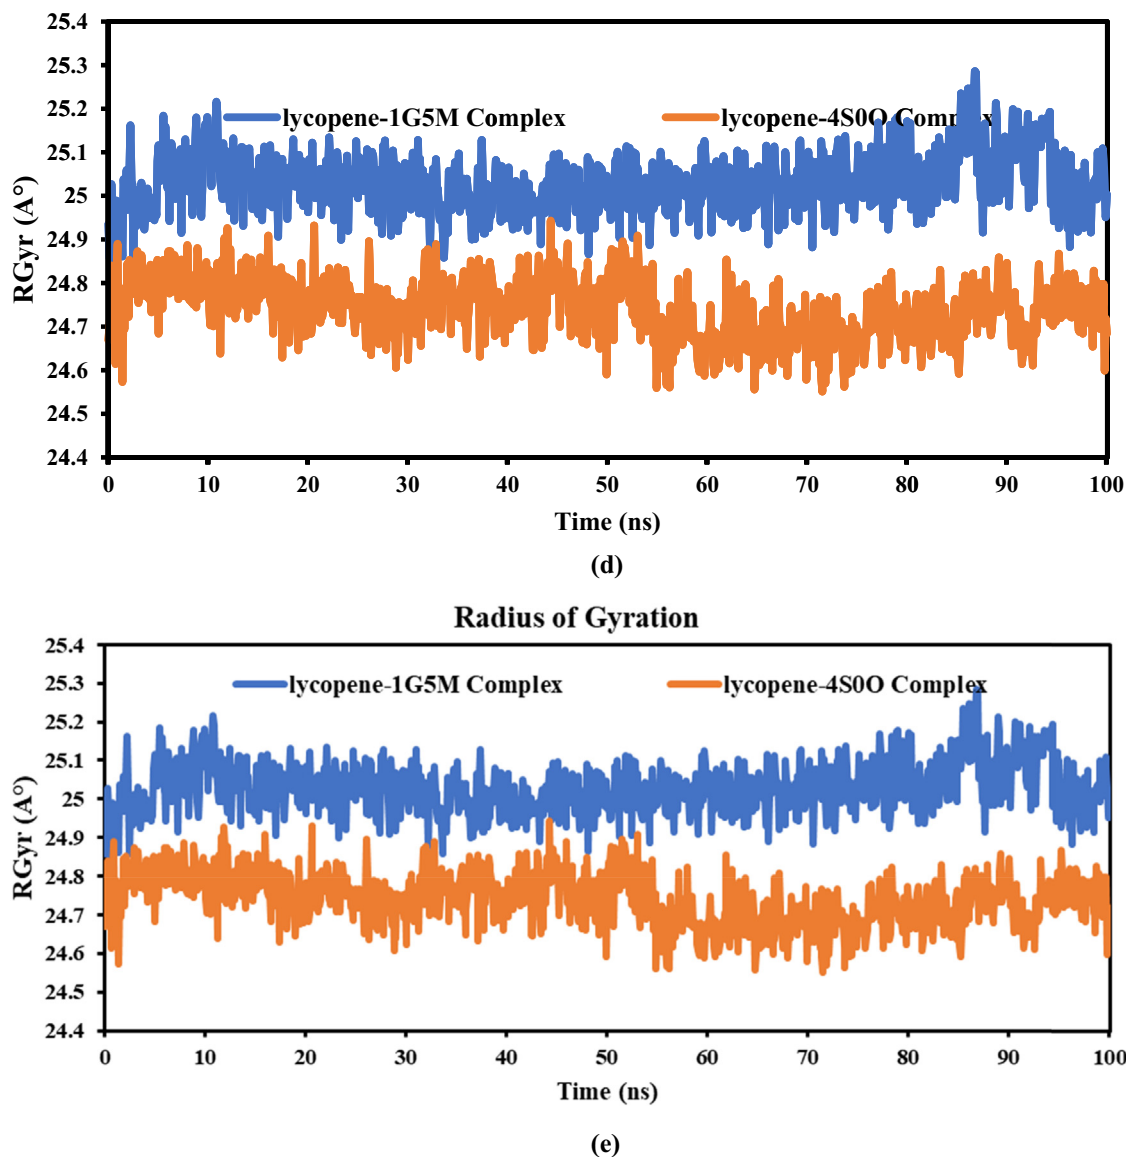 25.4
25.3
25.2
lycopene-1G5M Complex lycopene-4S0O Complex
25.1
25
24.9
24.8
24.7
24.6
24.5
24.4
RGyr (A°)
0 10 20 30 40 50 60 70 80 90 100
Time (ns)
(d)
Radius of Gyration
25.4
25.3
lycopene-1G5M Complex lycopene-4S0O Complex
25.2
25.1
25
24.9
24.8
24.7
24.6
24.5
24.4
RGyr (A°)
0 10 20 30 40 50 60 70 80 90 100
Time (ns)
(e)